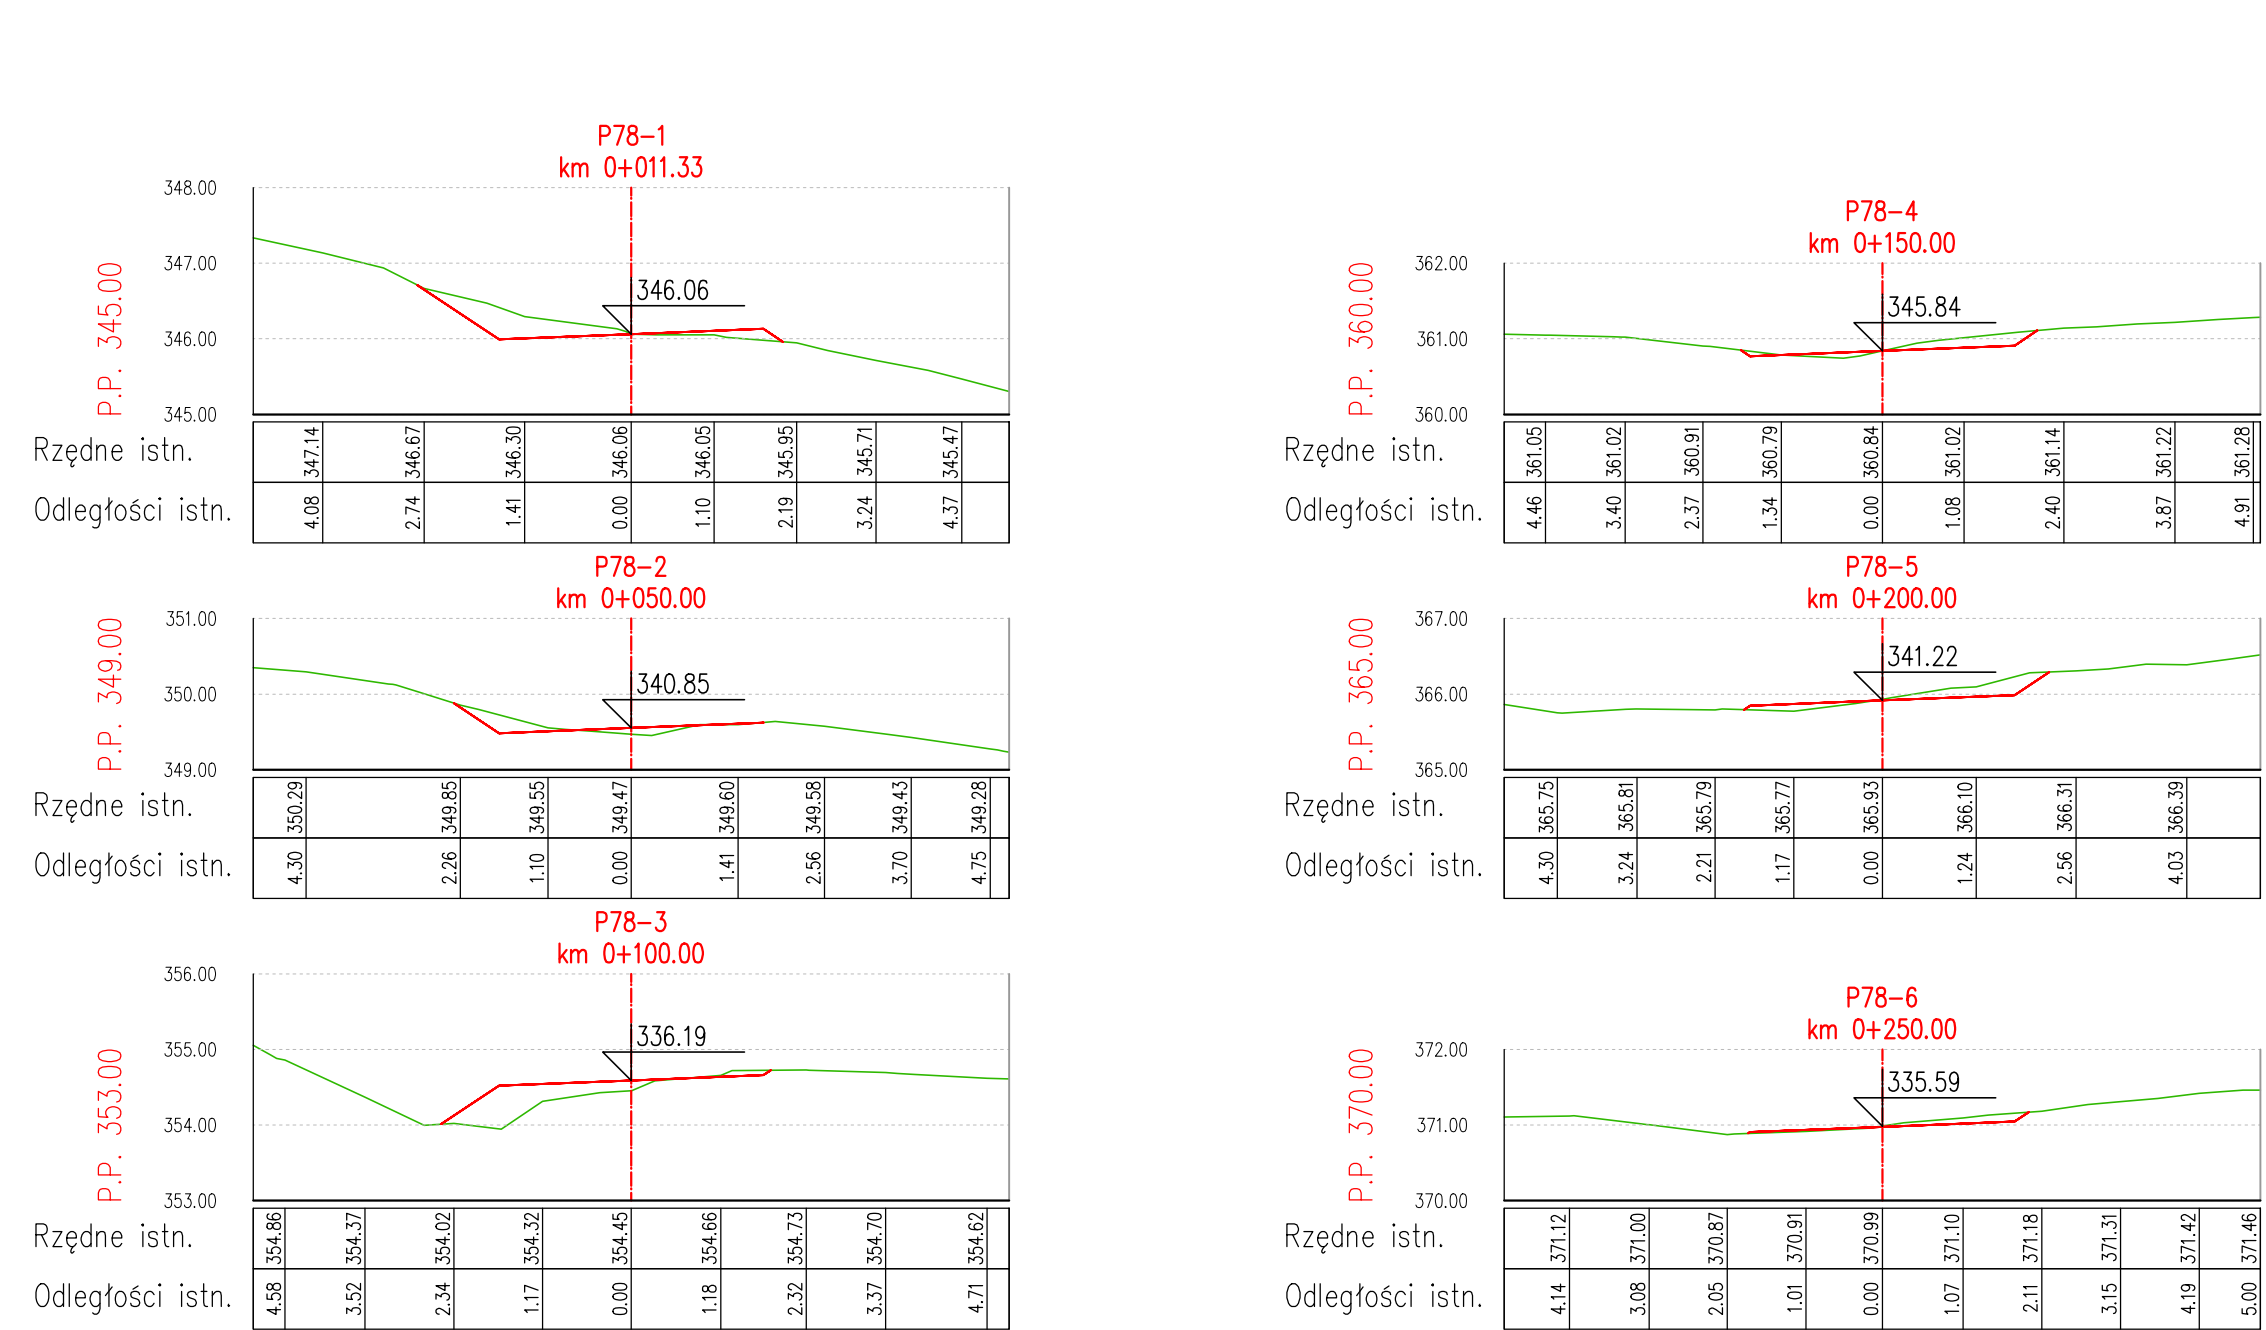 P78-1
km 0+011.33
348.00
347.00
346.00
345.00
P.P. 345.00
346.06
Rzędne istn. 347.14 346.67 346.30 346.06 346.05 345.95 345.71 345.47
Odległości istn. 4.08 2.74 1.41 0.00 1.10 2.19 3.24 4.37
P78-2
km 0+050.00
351.00
350.00
349.00
P.P. 349.00
340.85
Rzędne istn. 350.29 349.85 349.55 349.47 349.60 349.58 349.43 349.28
Odległości istn. 4.30 2.26 1.10 0.00 1.41 2.56 3.70 4.75
P78-3
km 0+100.00
356.00
355.00
354.00
353.00
P.P. 353.00
336.19
Rzędne istn. 354.86 354.37 354.02 354.32 354.45 354.66 354.73 354.70 354.62
Odległości istn. 4.58 3.52 2.34 1.17 0.00 1.18 2.32 3.37 4.71
P78-4
km 0+150.00
362.00
361.00
360.00
P.P. 360.00
345.84
Rzędne istn. 361.05 361.02 360.91 360.79 360.84 361.02 361.14 361.22 361.28
Odległości istn. 4.46 3.40 2.37 1.34 0.00 1.08 2.40 3.87 4.91
P78-5
km 0+200.00
367.00
366.00
365.00
P.P. 365.00
341.22
Rzędne istn. 365.75 365.81 365.79 365.77 365.93 366.10 366.31 366.39
Odległości istn. 4.30 3.24 2.21 1.17 0.00 1.24 2.56 4.03
P78-6
km 0+250.00
372.00
371.00
370.00
P.P. 370.00
335.59
Rzędne istn. 371.12 371.00 370.87 370.91 370.99 371.10 371.18 371.31 371.42 371.46
Odległości istn. 4.14 3.08 2.05 1.01 0.00 1.07 2.11 3.15 4.19 5.00